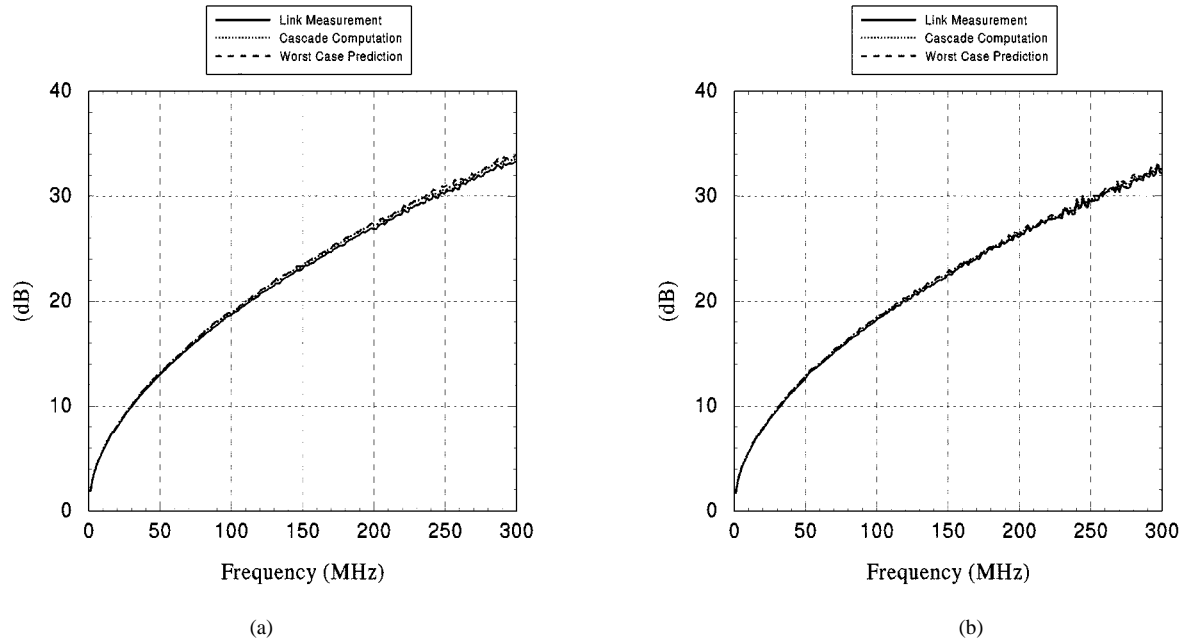 Link Measurement
Cascade Computation
Worst Case Prediction
40
30
20
10
0
(dB)
0 50 100 150 200 250 300
Frequency (MHz)
(a)
Link Measurement
Cascade Computation
Worst Case Prediction
40
30
20
10
0
(dB)
0 50 100 150 200 250 300
Frequency (MHz)
(b)